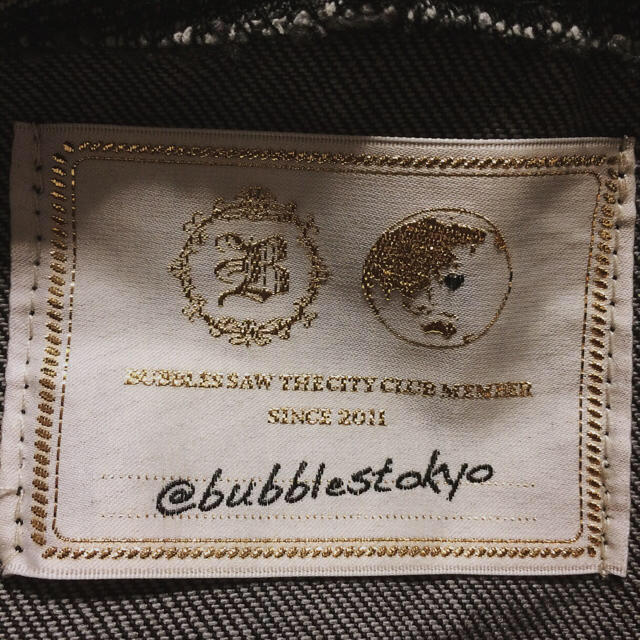 B
BUBBLES SAW THE CITY CLUB MEMBER
SINCE 2011
@bubblestokyo